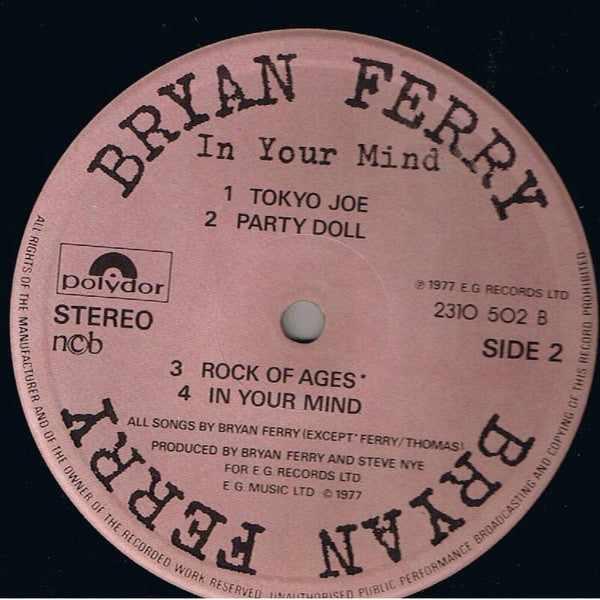 BRYAN FERRY
In Your Mind
1 TOKYO JOE
2 PARTY DOLL
polydor
STEREO
n©b
℗ 1977 E.G RECORDS LTD.
2310 502 B
SIDE 2
3 ROCK OF AGES*
4 IN YOUR MIND
ALL SONGS BY BRYAN FERRY (EXCEPT* FERRY/THOMAS)
PRODUCED BY BRYAN FERRY AND STEVE NYE
FOR E.G. RECORDS LTD.
E.G. MUSIC LTD © 1977
BRYAN FERRY
ALL RIGHTS OF THE MANUFACTURER AND OF THE OWNER OF THE RECORDED WORK RESERVED. UNAUTHORISED PUBLIC PERFORMANCE BROADCASTING AND COPYING OF THIS RECORD PROHIBITED